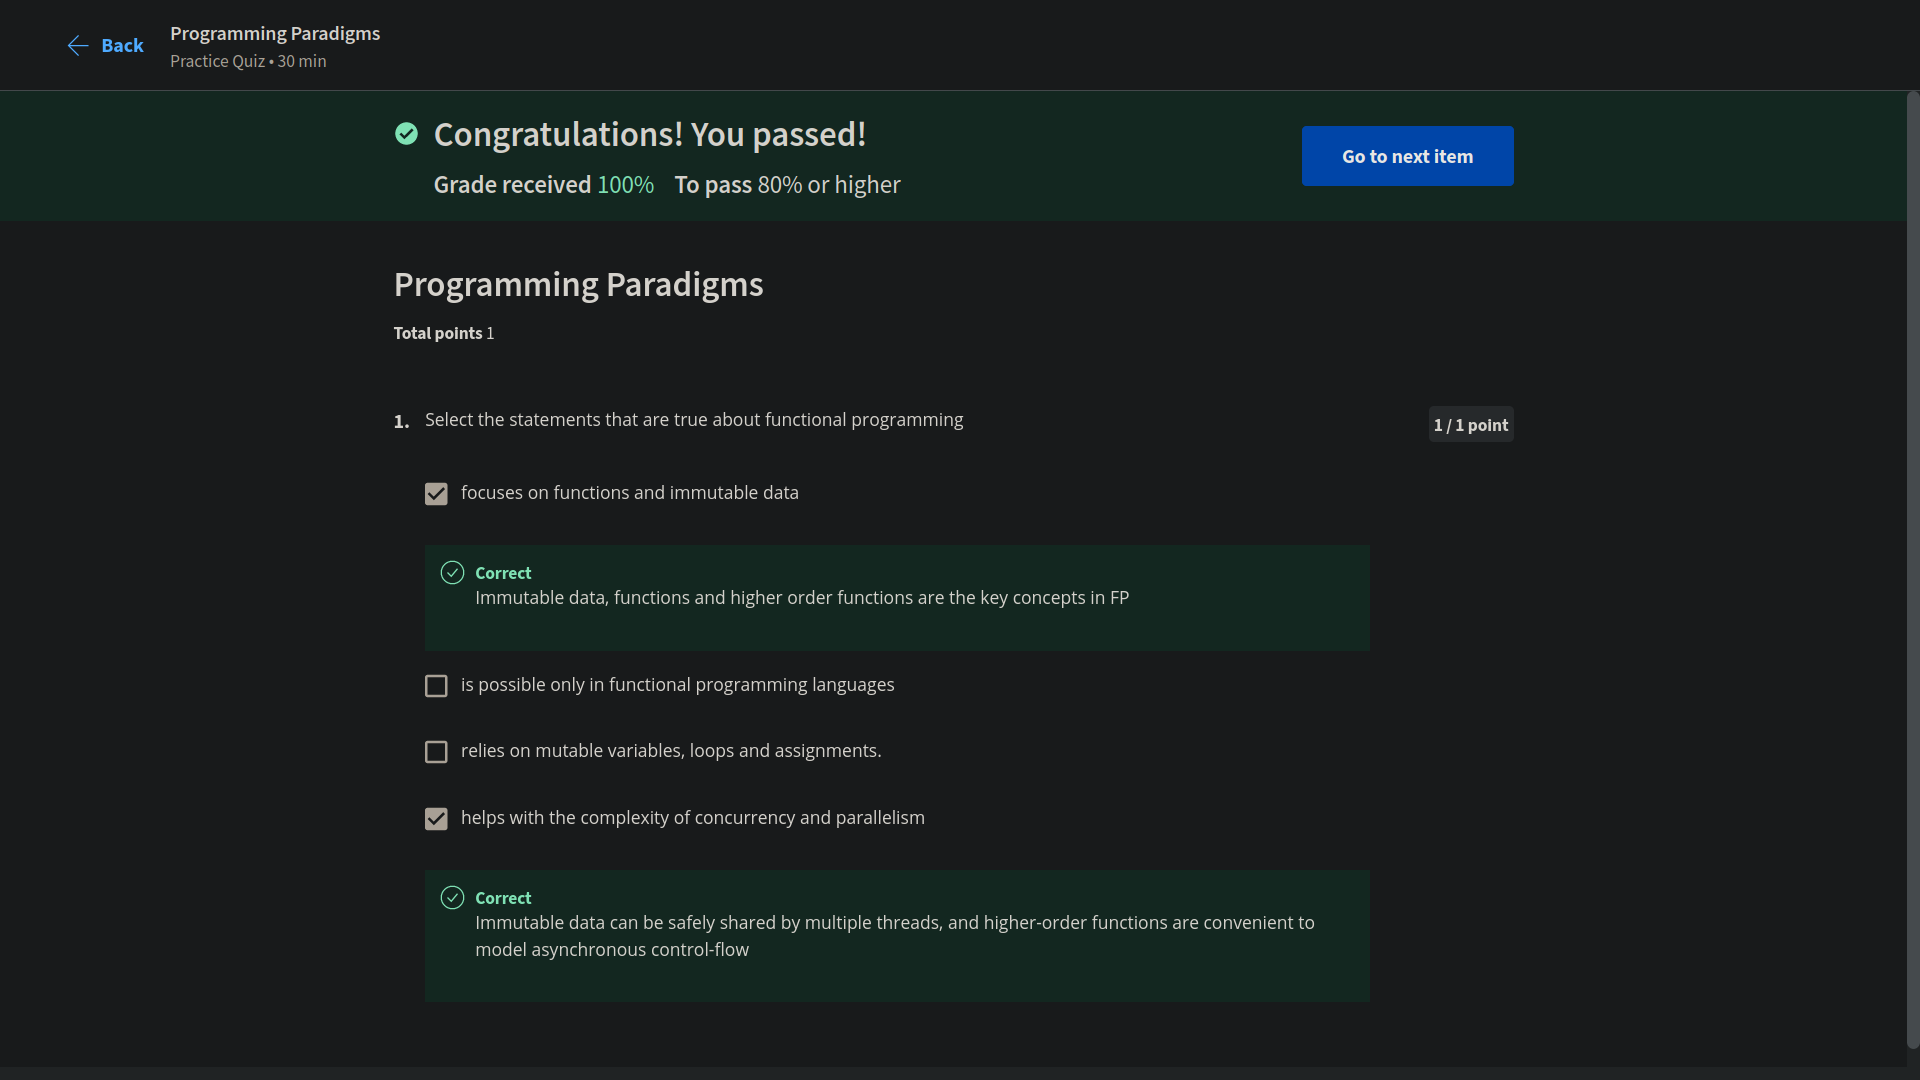 Back
Programming Paradigms
Practice Quiz • 30 min
Congratulations! You passed!
Grade received 100% To pass 80% or higher
Go to next item
Programming Paradigms
Total points 1
1. Select the statements that are true about functional programming
1 / 1 point
focuses on functions and immutable data
Correct
Immutable data, functions and higher order functions are the key concepts in FP
is possible only in functional programming languages
relies on mutable variables, loops and assignments.
helps with the complexity of concurrency and parallelism
Correct
Immutable data can be safely shared by multiple threads, and higher-order functions are convenient to
model asynchronous control-flow